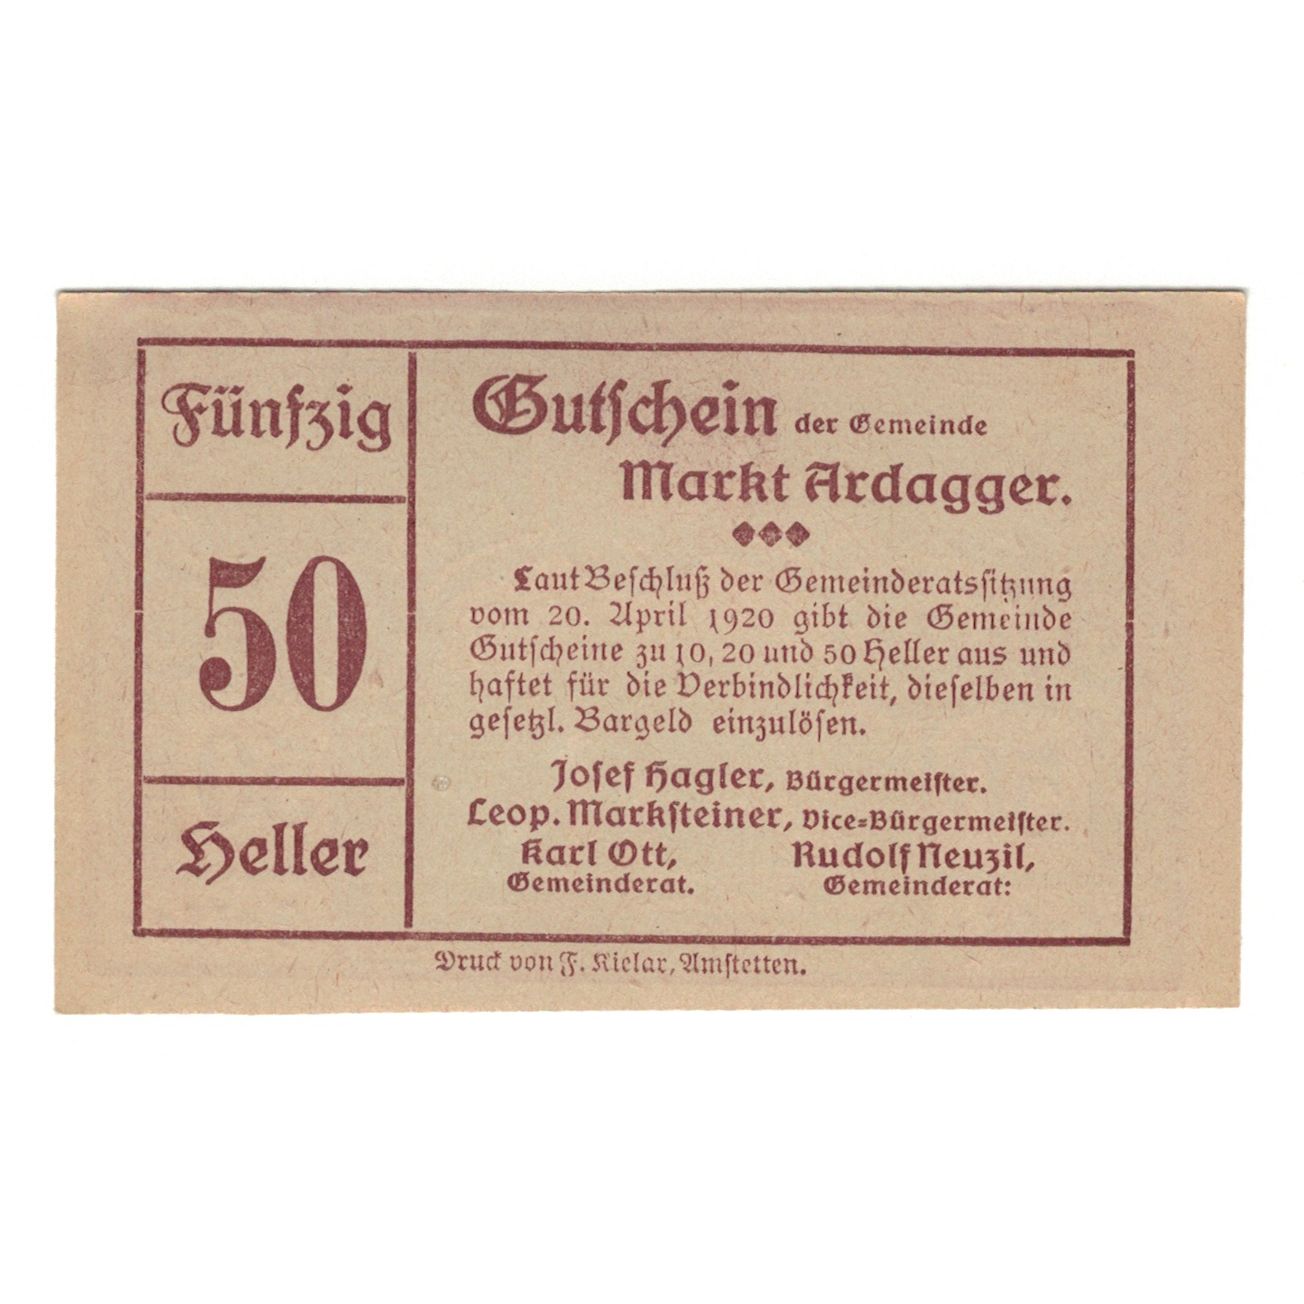 Fünfzig
50
Heller
Gutschein der Gemeinde
Markt Ardagger.
Laut Beschluß der Gemeinderatssitzung
vom 20. April 1920 gibt die Gemeinde
Gutscheine zu 10, 20 und 50 Heller aus und
haftet für die Verbindlichkeit, dieselben in
gesetzl. Bargeld einzulösen.
Josef Hagler, Bürgermeister.
Leop. Marksteiner, Vice=Bürgermeister.
Karl Ott, Rudolf Neuzil,
Gemeinderat. Gemeinderat:
Druck von F. Kielar, Amstetten.